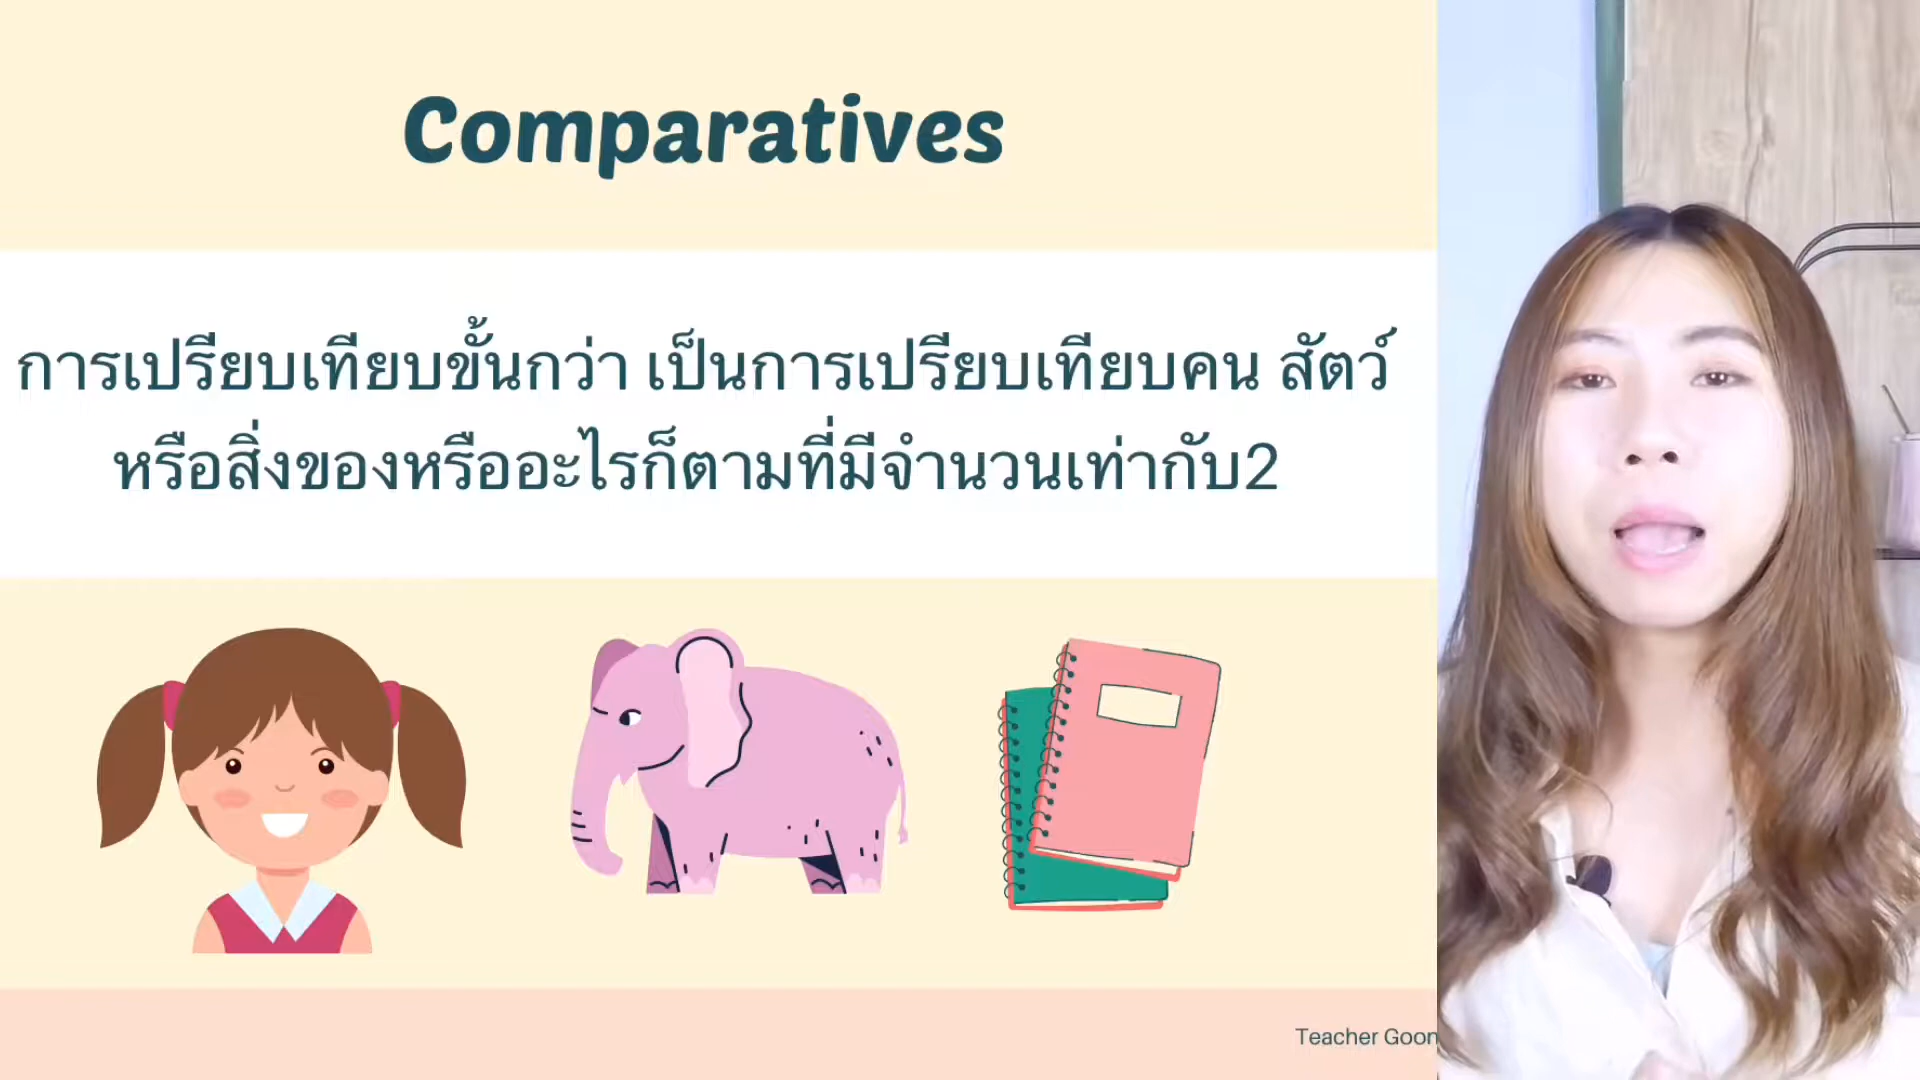 Comparatives
การเปรียบเทียบขั้นกว่า เป็นการเปรียบเทียบคน สัตว์
หรือสิ่งของหรืออะไรก็ตามที่มีจำนวนเท่ากับ2
Teacher Goon